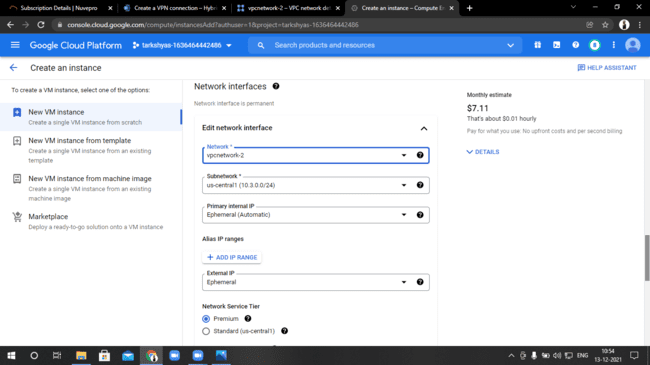 Subscription Details | Nuvepro
Create a VPN connection – Hybr
vpcnetwork-2 – VPC network det
Create an instance – Compute En
console.cloud.google.com/compute/instancesAdd?authuser=1&project=tarkshyas-1636464442486
Google Cloud Platform
tarkshyas-1636464442486
Search products and resources
8
Create an instance
HELP ASSISTANT
To create a VM instance, select one of the options:
New VM instance
Create a single VM instance from scratch
New VM instance from template
Create a single VM instance from an existing
template
New VM instance from machine image
Create a single VM instance from an existing
machine image
Marketplace
Deploy a ready-to-go solution onto a VM instance
Network interfaces
Network interface is permanent
Edit network interface
Network *
vpcnetwork-2
Subnetwork *
us-central1 (10.3.0.0/24)
Primary internal IP
Ephemeral (Automatic)
Alias IP ranges
ADD IP RANGE
External IP
Ephemeral
Network Service Tier
Premium
Standard (us-central1)
Monthly estimate
$7.11
That's about $0.01 hourly
Pay for what you use: No upfront costs and per second billing
DETAILS
ENG
10:54
13-12-2021